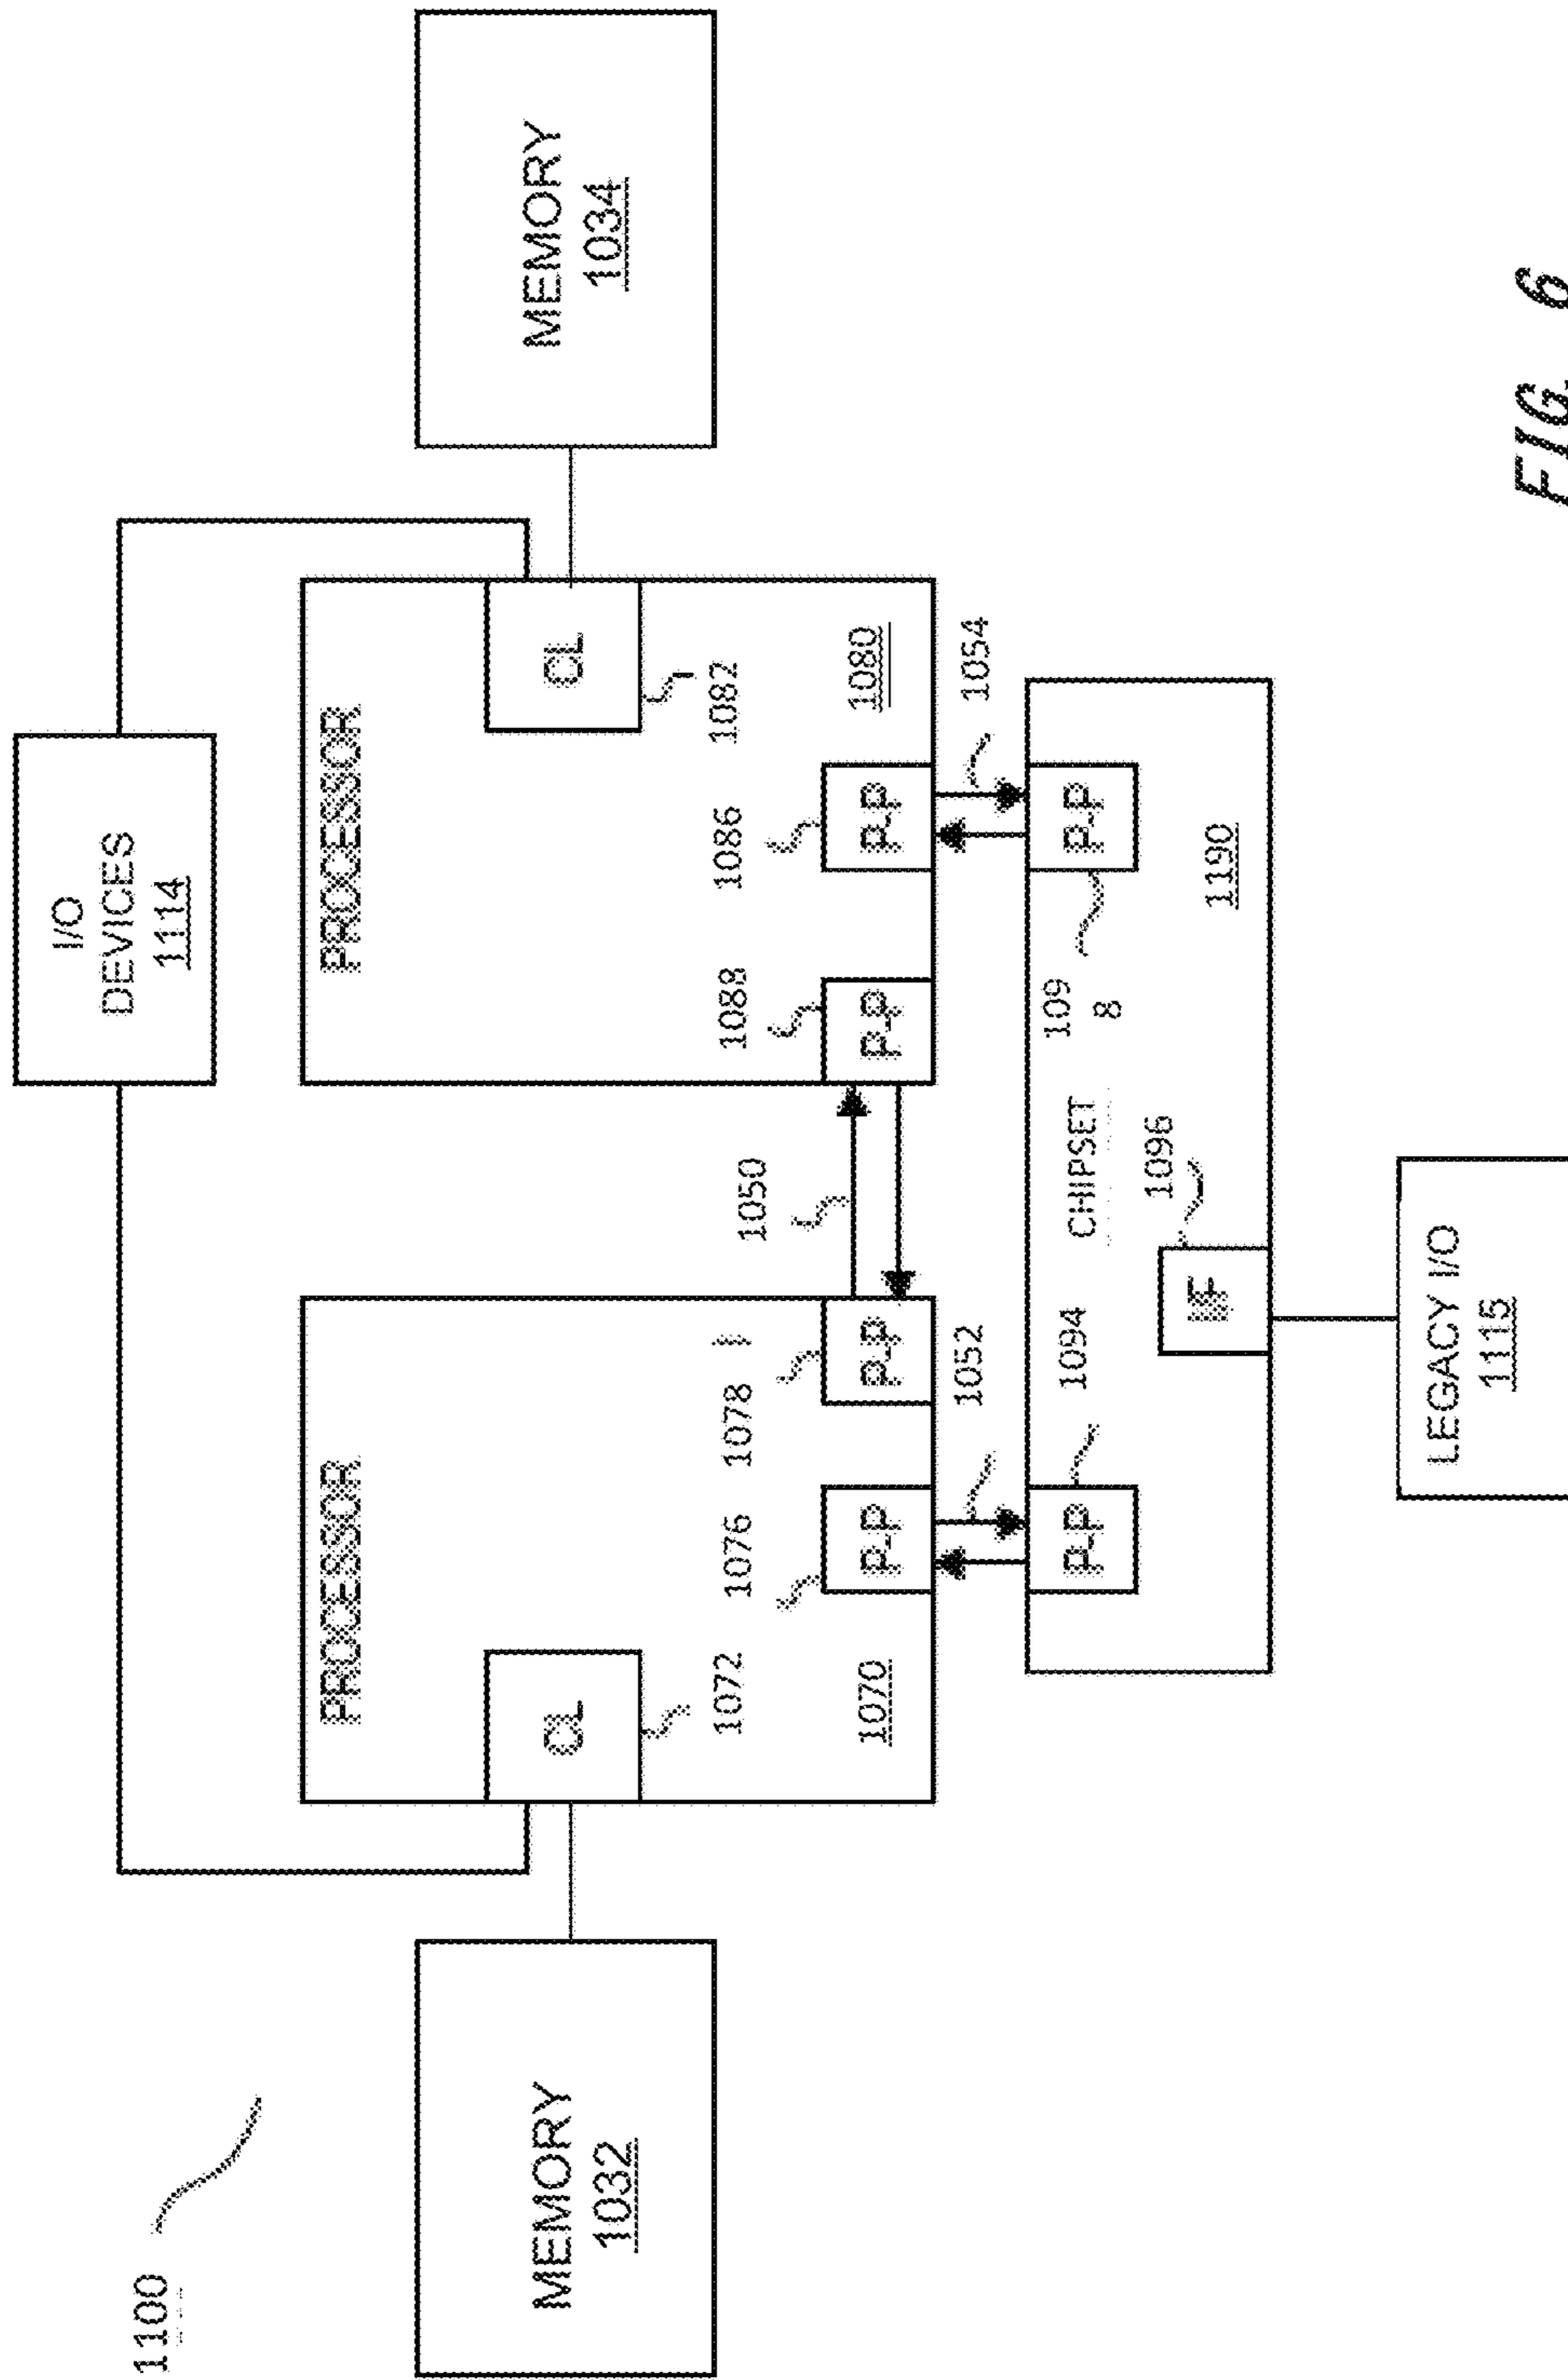 1100
I/O
DEVICES
1114
MEMORY
1032
PROCESSOR
CL
1072
1076
1078
1070
P-P
P-P
1050
PROCESSOR
CL
1082
1088
1086
1080
P-P
P-P
MEMORY
1034
1052
1054
P-P
1094
CHIPSET
1096
I/F
109
8
P-P
1190
LEGACY I/O
1115
FIG. 6